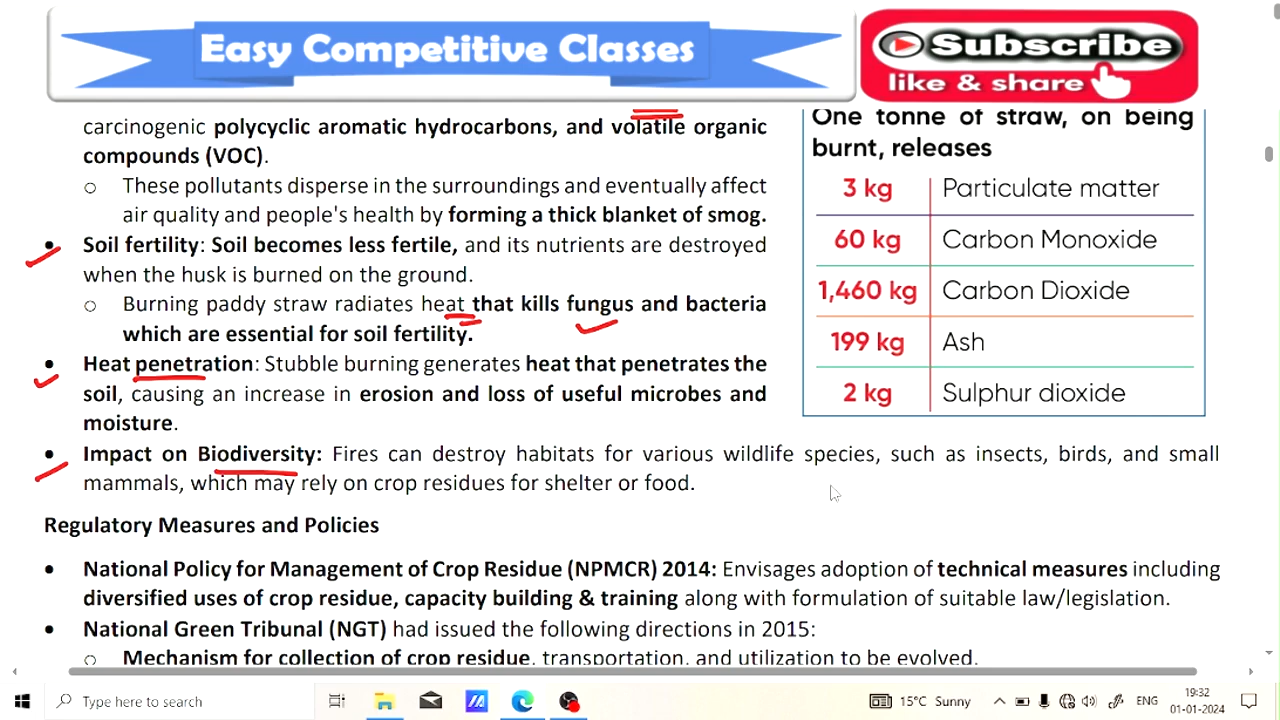 Easy Competitive Classes
Subscribe
like & share
carcinogenic polycyclic aromatic hydrocarbons, and volatile organic
compounds (VOC).
o These pollutants disperse in the surroundings and eventually affect
air quality and people's health by forming a thick blanket of smog.
• Soil fertility: Soil becomes less fertile, and its nutrients are destroyed
when the husk is burned on the ground.
o Burning paddy straw radiates heat that kills fungus and bacteria
which are essential for soil fertility.
• Heat penetration: Stubble burning generates heat that penetrates the
soil, causing an increase in erosion and loss of useful microbes and
moisture.
One tonne of straw, on being
burnt, releases
3 kg Particulate matter
60 kg Carbon Monoxide
1,460 kg Carbon Dioxide
199 kg Ash
2 kg Sulphur dioxide
• Impact on Biodiversity: Fires can destroy habitats for various wildlife species, such as insects, birds, and small
mammals, which may rely on crop residues for shelter or food.
Regulatory Measures and Policies
• National Policy for Management of Crop Residue (NPMCR) 2014: Envisages adoption of technical measures including
diversified uses of crop residue, capacity building & training along with formulation of suitable law/legislation.
• National Green Tribunal (NGT) had issued the following directions in 2015:
o Mechanism for collection of crop residue, transportation, and utilization to be evolved.
Type here to search
15°C Sunny
ENG
19:32
01-01-2024